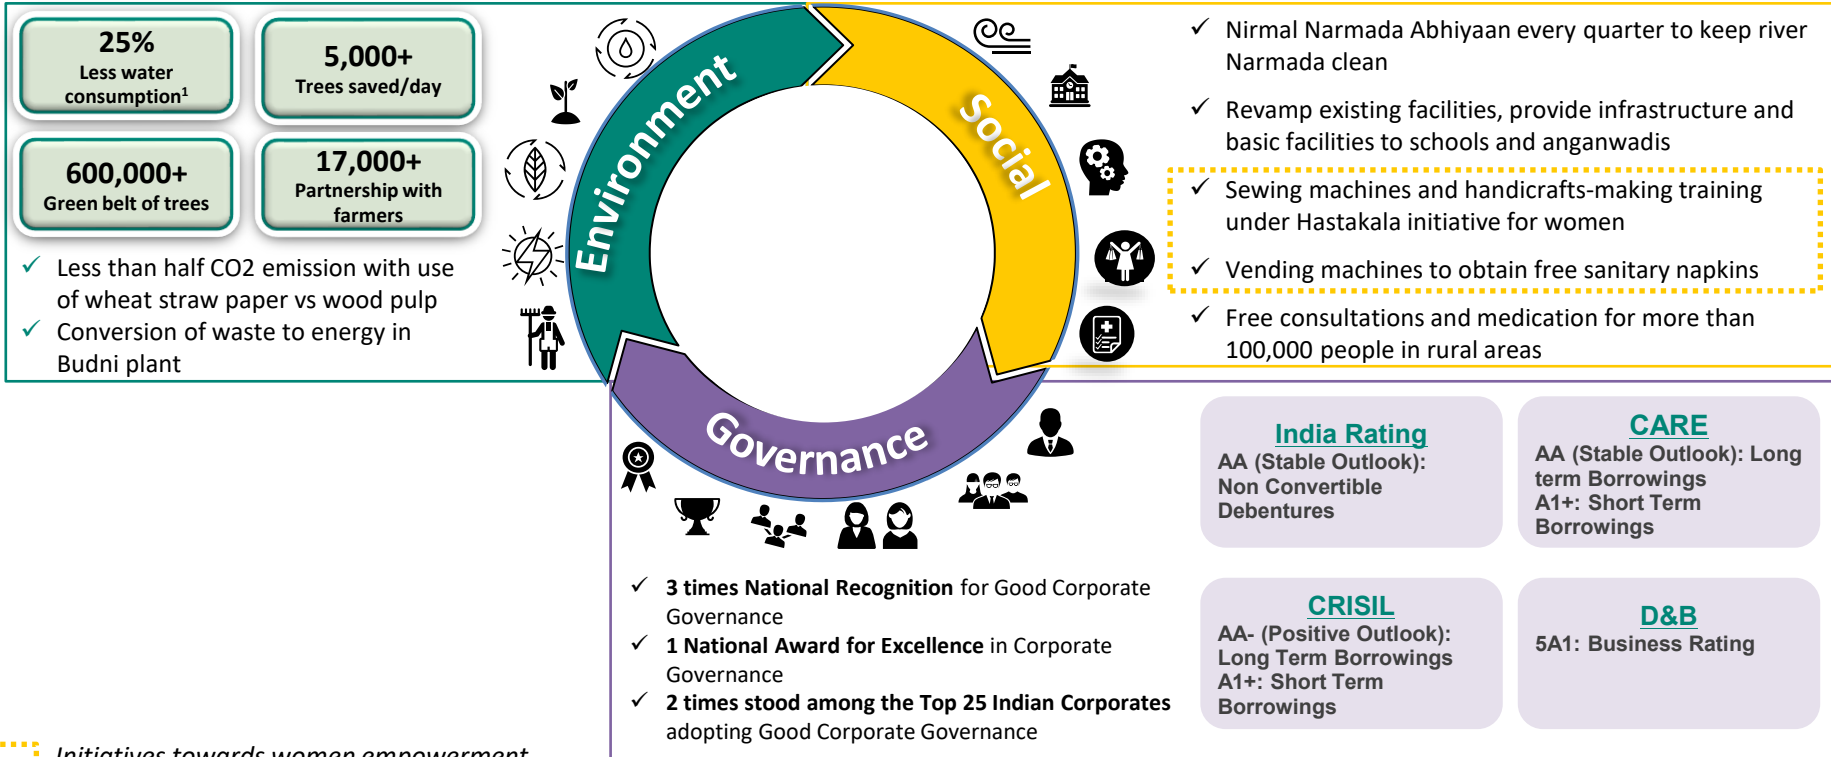 25%
Less water
consumption¹
5,000+
Trees saved/day
600,000+
Green belt of trees
17,000+
Partnership with
farmers
✓ Less than half CO2 emission with use
of wheat straw paper vs wood pulp
✓ Conversion of waste to energy in
Budni plant
Environment
Social
Governance
✓ Nirmal Narmada Abhiyaan every quarter to keep river
Narmada clean
✓ Revamp existing facilities, provide infrastructure and
basic facilities to schools and anganwadis
✓ Sewing machines and handicrafts-making training
under Hastakala initiative for women
✓ Vending machines to obtain free sanitary napkins
✓ Free consultations and medication for more than
100,000 people in rural areas
✓ 3 times National Recognition for Good Corporate
Governance
✓ 1 National Award for Excellence in Corporate
Governance
✓ 2 times stood among the Top 25 Indian Corporates
adopting Good Corporate Governance
India Rating
AA (Stable Outlook):
Non Convertible
Debentures
CARE
AA (Stable Outlook): Long
term Borrowings
A1+: Short Term
Borrowings
CRISIL
AA- (Positive Outlook):
Long Term Borrowings
A1+: Short Term
Borrowings
D&B
5A1: Business Rating
Initiatives towards women empowerment